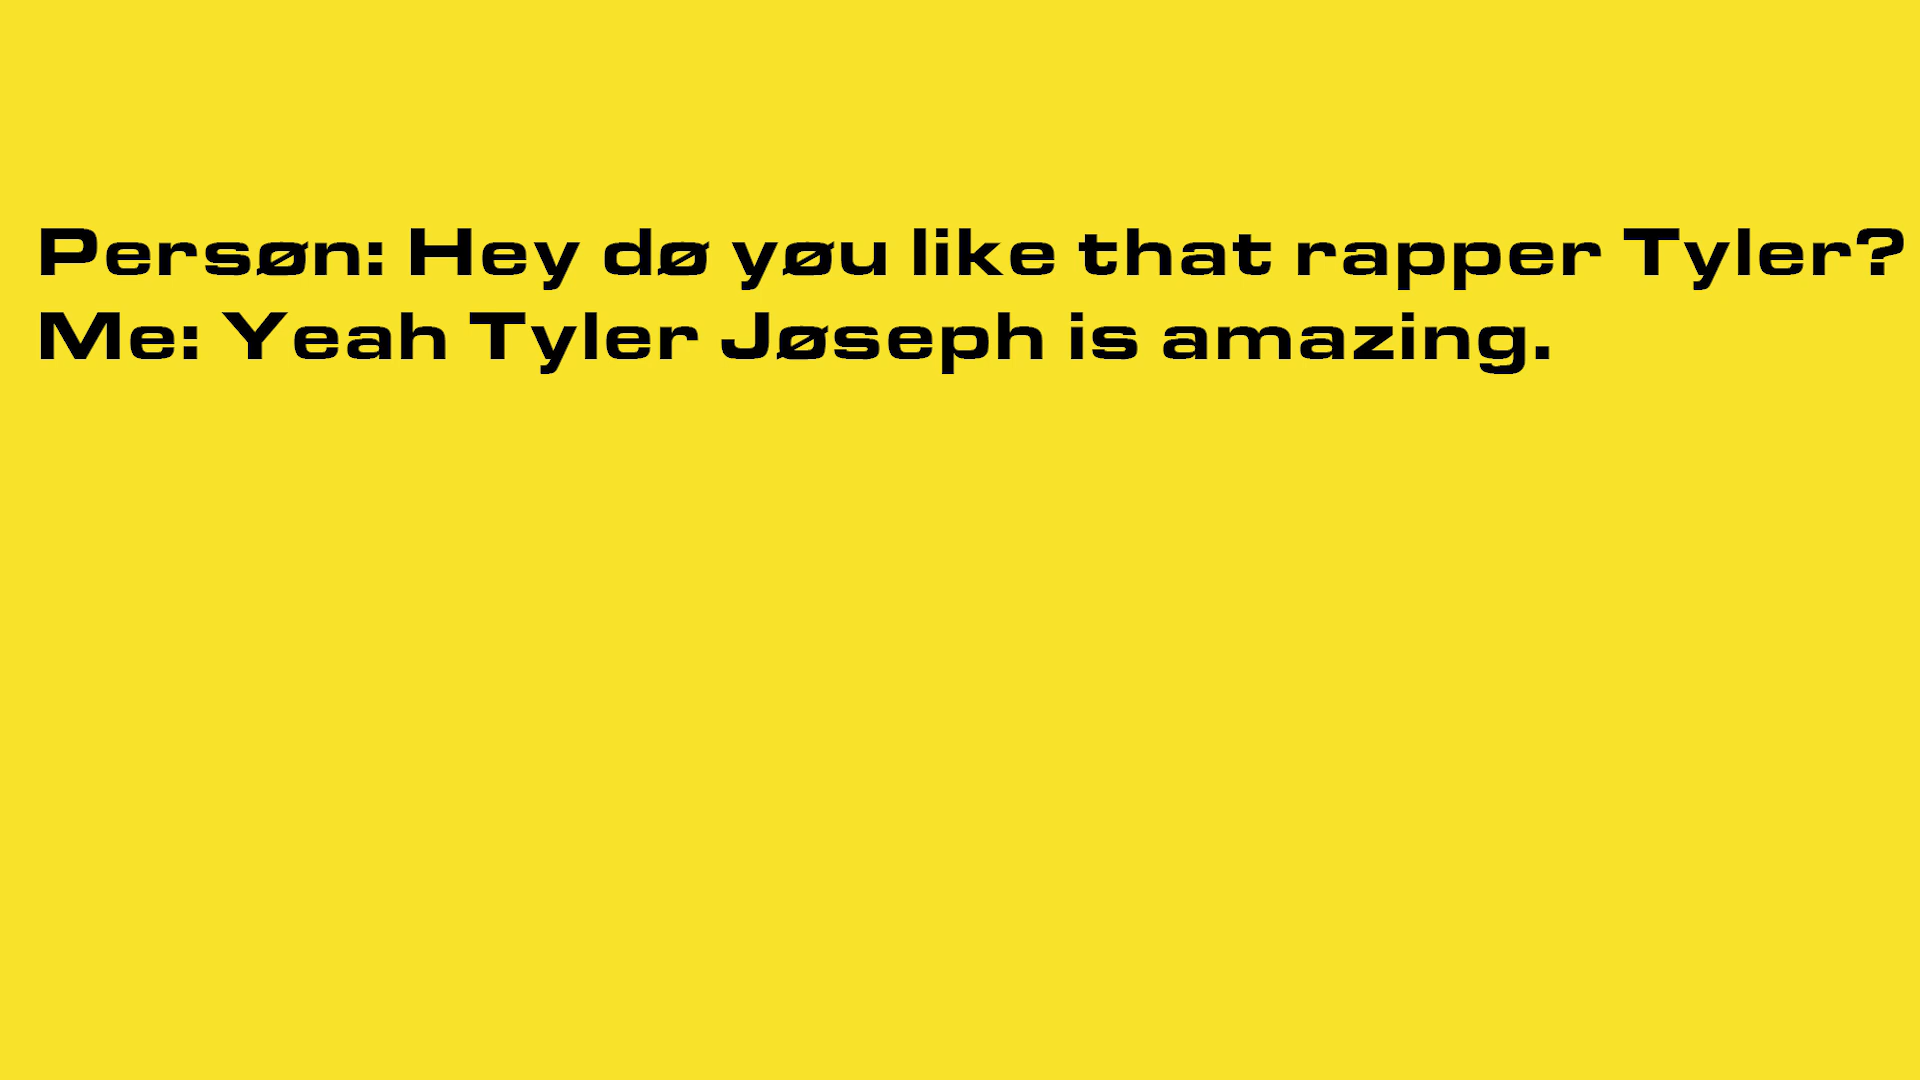 Persøn: Hey dø yøu like that rapper Tyler?
Me: Yeah Tyler Jøseph is amazing.